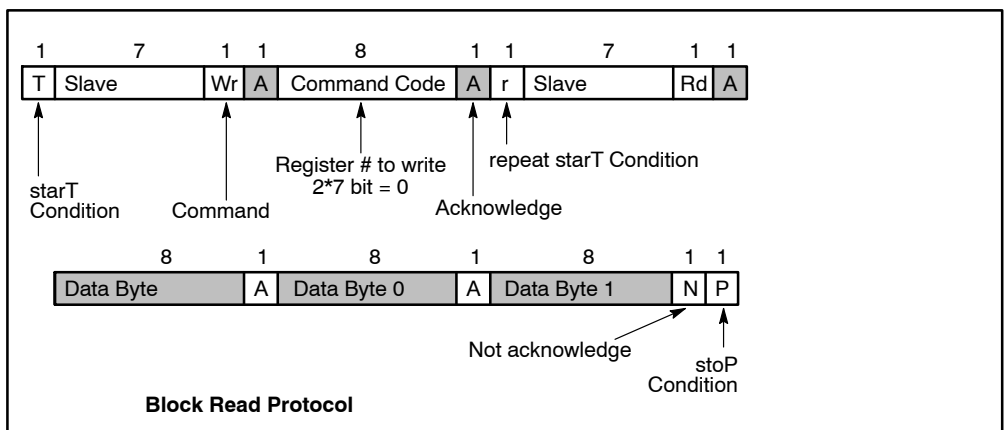 1 7 1 1 8 1 1 7 1 1
T Slave Wr A Command Code A r Slave Rd A
starT
Condition
Command
Register # to write
2*7 bit = 0
Acknowledge
repeat starT Condition
8 1 8 1 8 1 1
Data Byte A Data Byte 0 A Data Byte 1 N P
Not acknowledge
stoP
Condition
Block Read Protocol